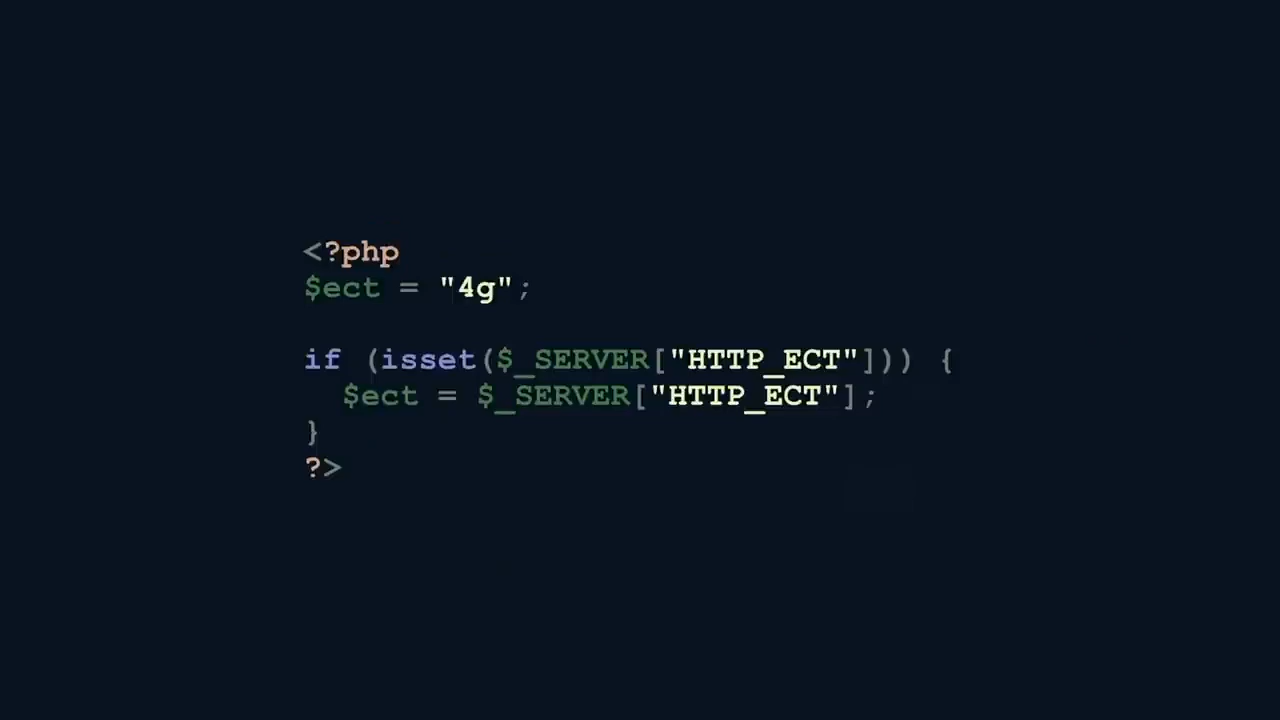 <?php
$ect = "4g";
if (isset($_SERVER["HTTP_ECT"])) {
  $ect = $_SERVER["HTTP_ECT"];
}
?>